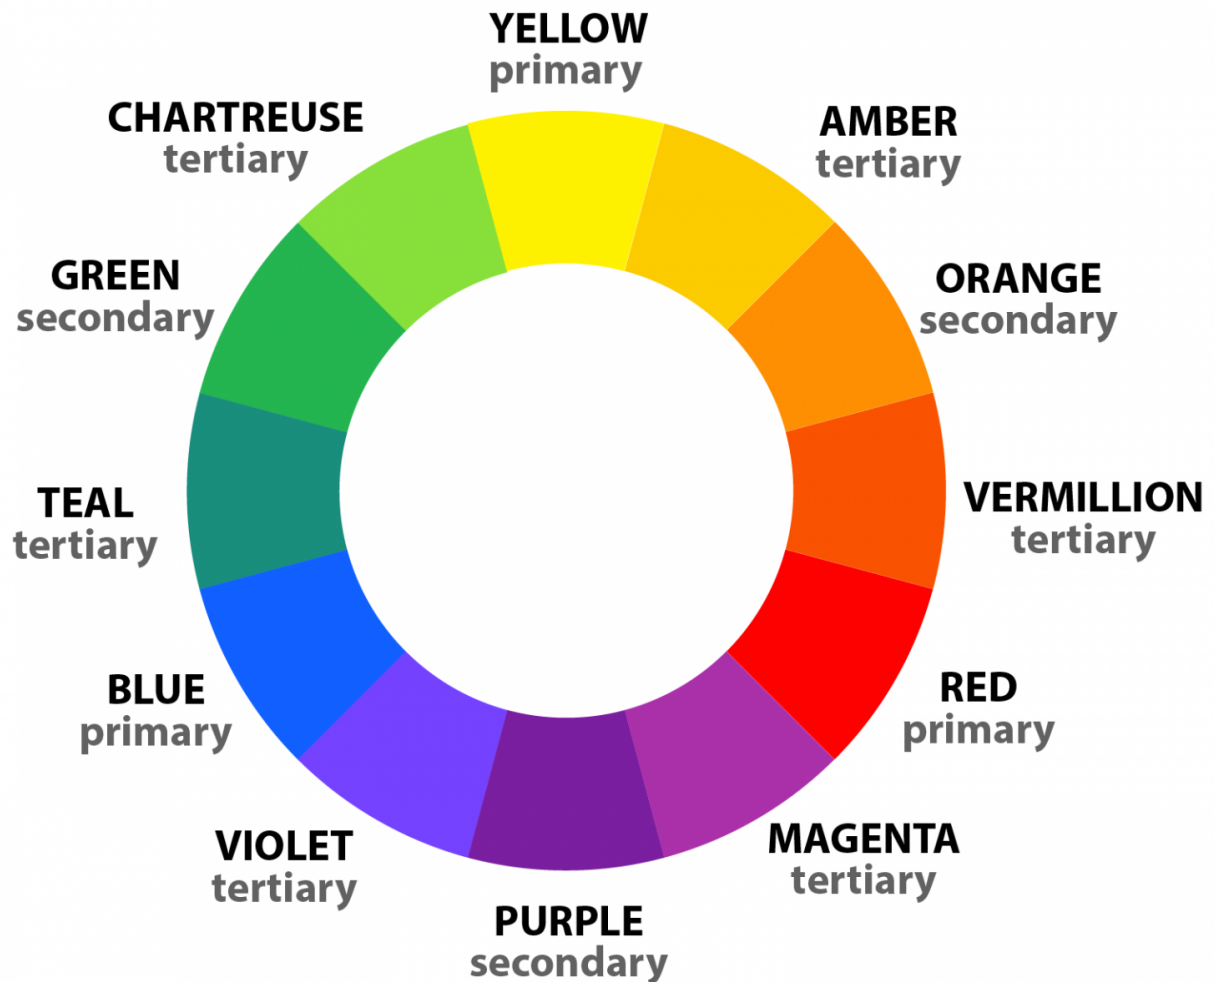 YELLOW
primary
AMBER
tertiary
ORANGE
secondary
VERMILLION
tertiary
RED
primary
MAGENTA
tertiary
PURPLE
secondary
VIOLET
tertiary
BLUE
primary
TEAL
tertiary
GREEN
secondary
CHARTREUSE
tertiary